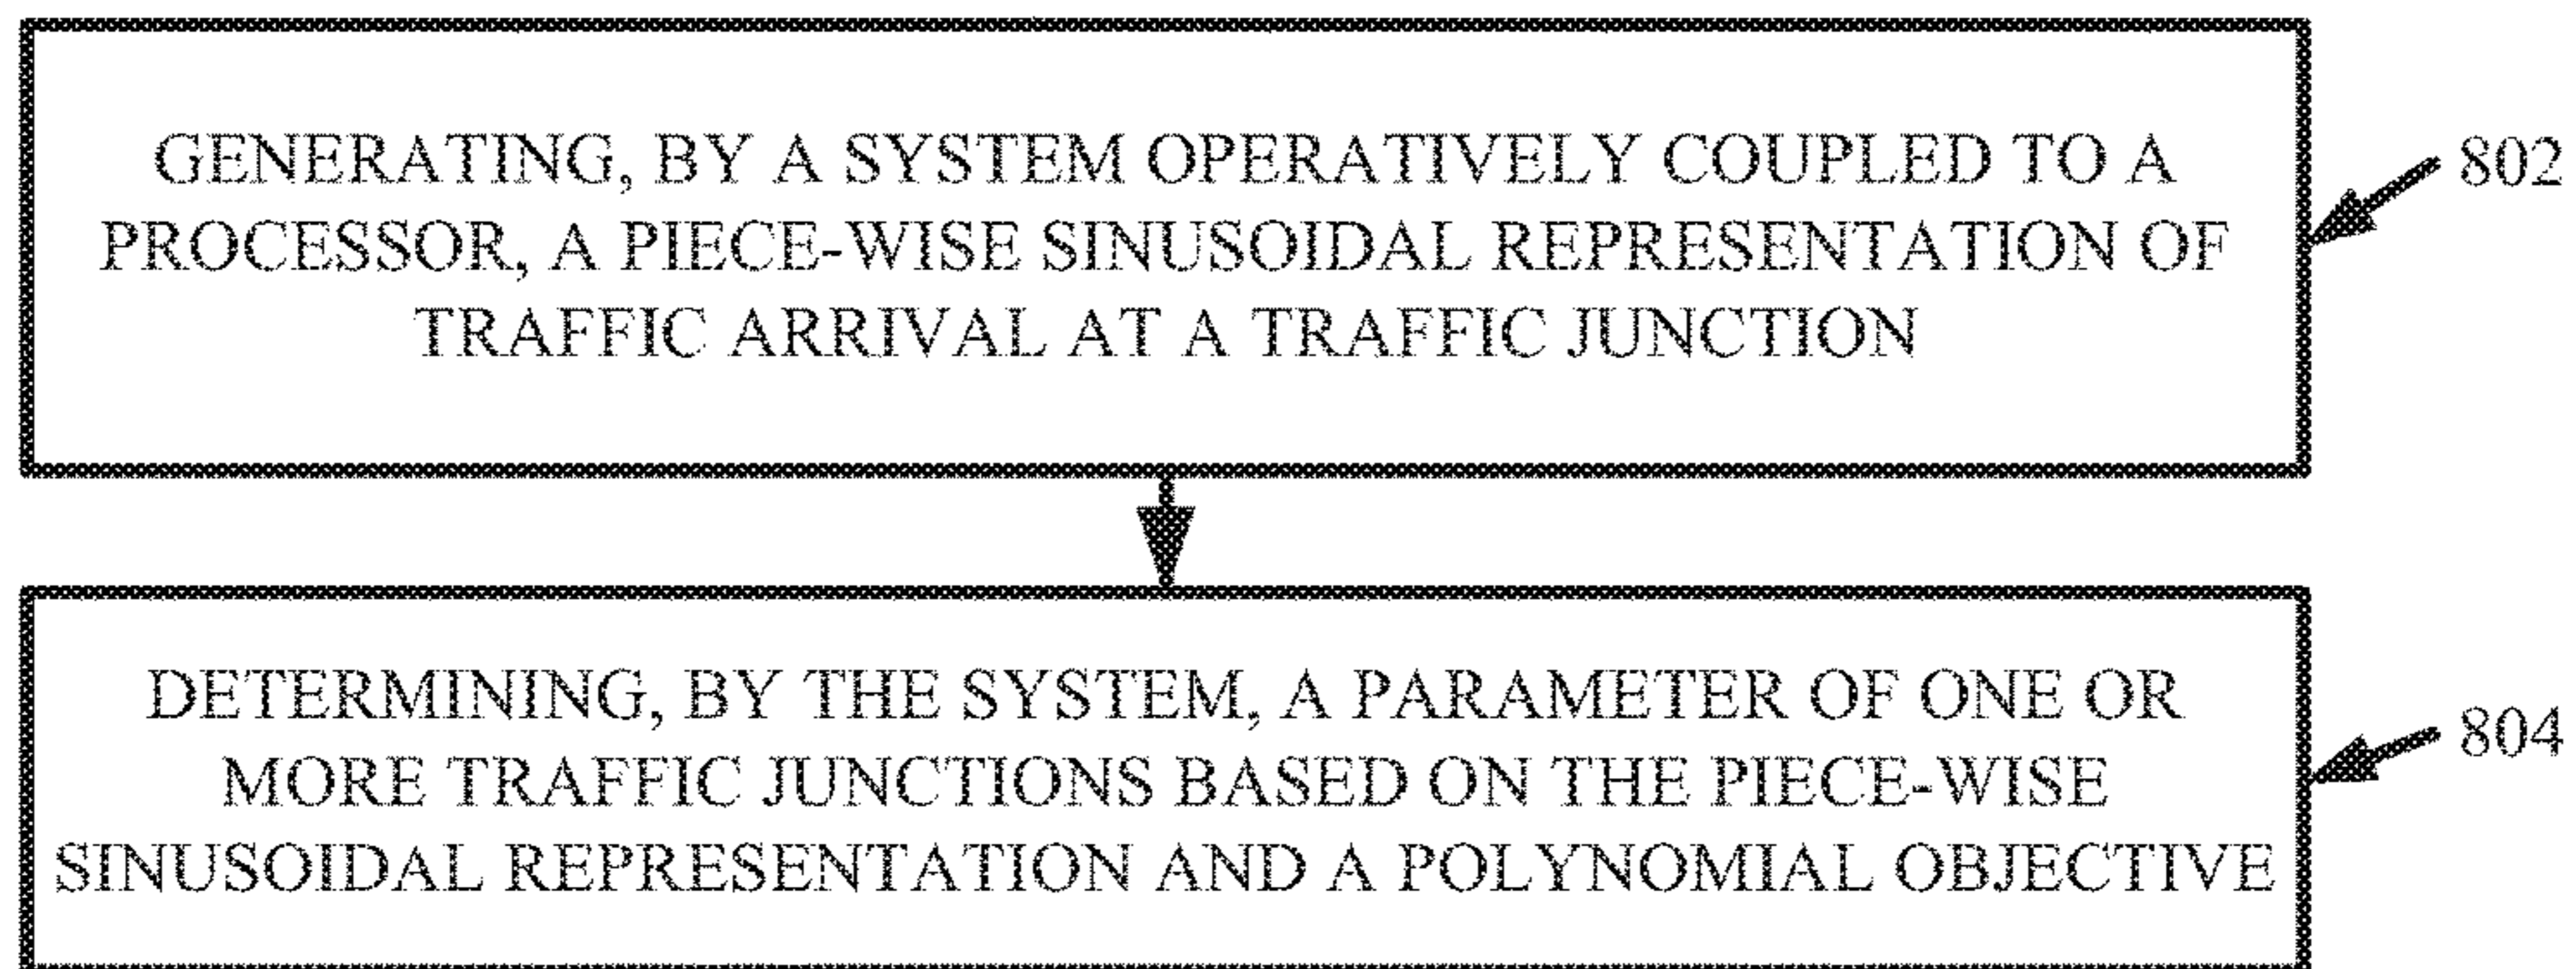 GENERATING, BY A SYSTEM OPERATIVELY COUPLED TO A
PROCESSOR, A PIECE-WISE SINUSOIDAL REPRESENTATION OF
TRAFFIC ARRIVAL AT A TRAFFIC JUNCTION
802
DETERMINING, BY THE SYSTEM, A PARAMETER OF ONE OR
MORE TRAFFIC JUNCTIONS BASED ON THE PIECE-WISE
SINUSOIDAL REPRESENTATION AND A POLYNOMIAL OBJECTIVE
804